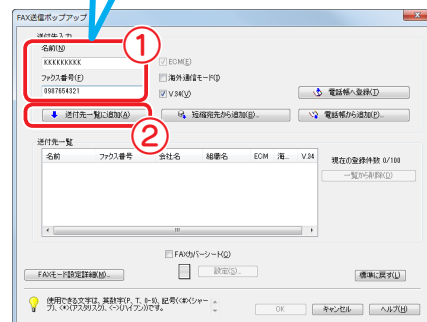 FAX送信ポップアップ
送付先入力
①
名前(N)
KKKKKKKKK
ファクス番号(F)
0987654321
ECM(E)
海外通信モード(I)
V.34(V)
電話帳へ登録(T)
送付先一覧に追加(A)
短縮宛先から追加(B)...
電話帳から追加(P)...
②
送付先一覧
名前 ファクス番号 会社名 組織名 ECM 海... V.34
現在の登録件数 0/100
一覧から削除(D)
FAXカバーシート(C)
設定(S)...
FAXモード設定詳細(M)...
標準に戻す(L)
使用できる文字は、英数字(P、T、0-9)、記号(<#>(シャー
プ)、<*>(アスタリスク)、<->(ハイフン))です。
OK
キャンセル
ヘルプ(H)